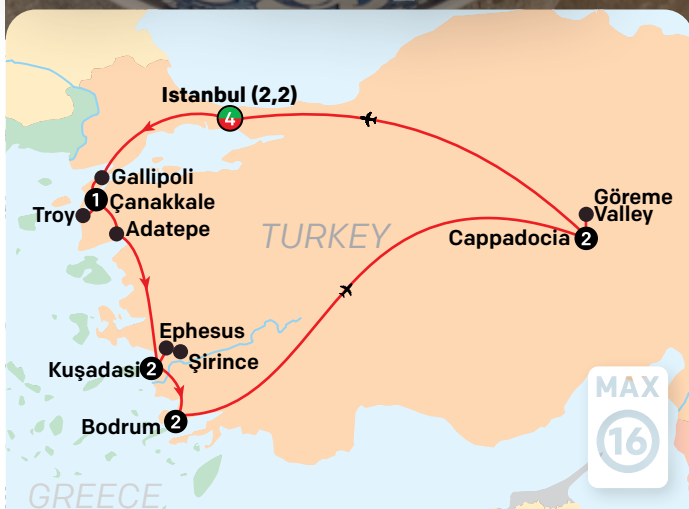 Istanbul (2,2)
4
Gallipoli
1 Çanakkale
Troy
Adatepe
TURKEY
Göreme
Valley
Cappadocia 2
Ephesus
Şirince
Kuşadasi 2
Bodrum 2
MAX
16
GREECE